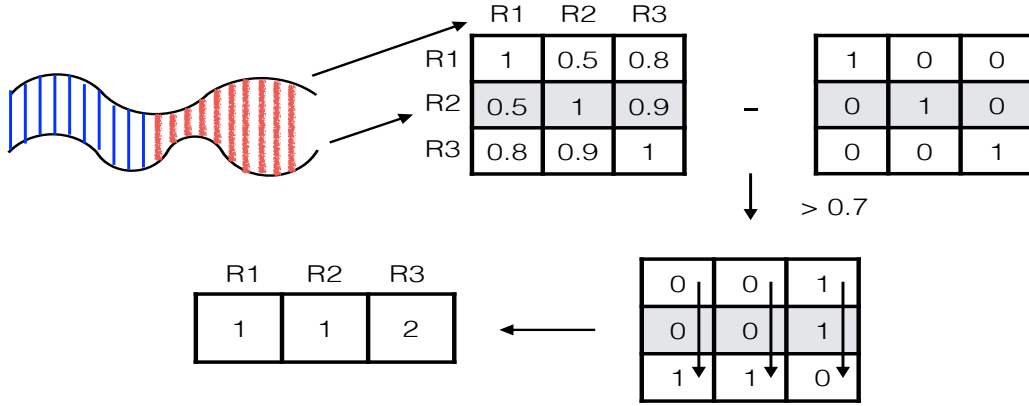 R1 R2 R3
R1 1 0.5 0.8
R2 0.5 1 0.9
R3 0.8 0.9 1
-
1 0 0
0 1 0
0 0 1
> 0.7
0 0 1
0 0 1
1 1 0
R1 R2 R3
1 1 2